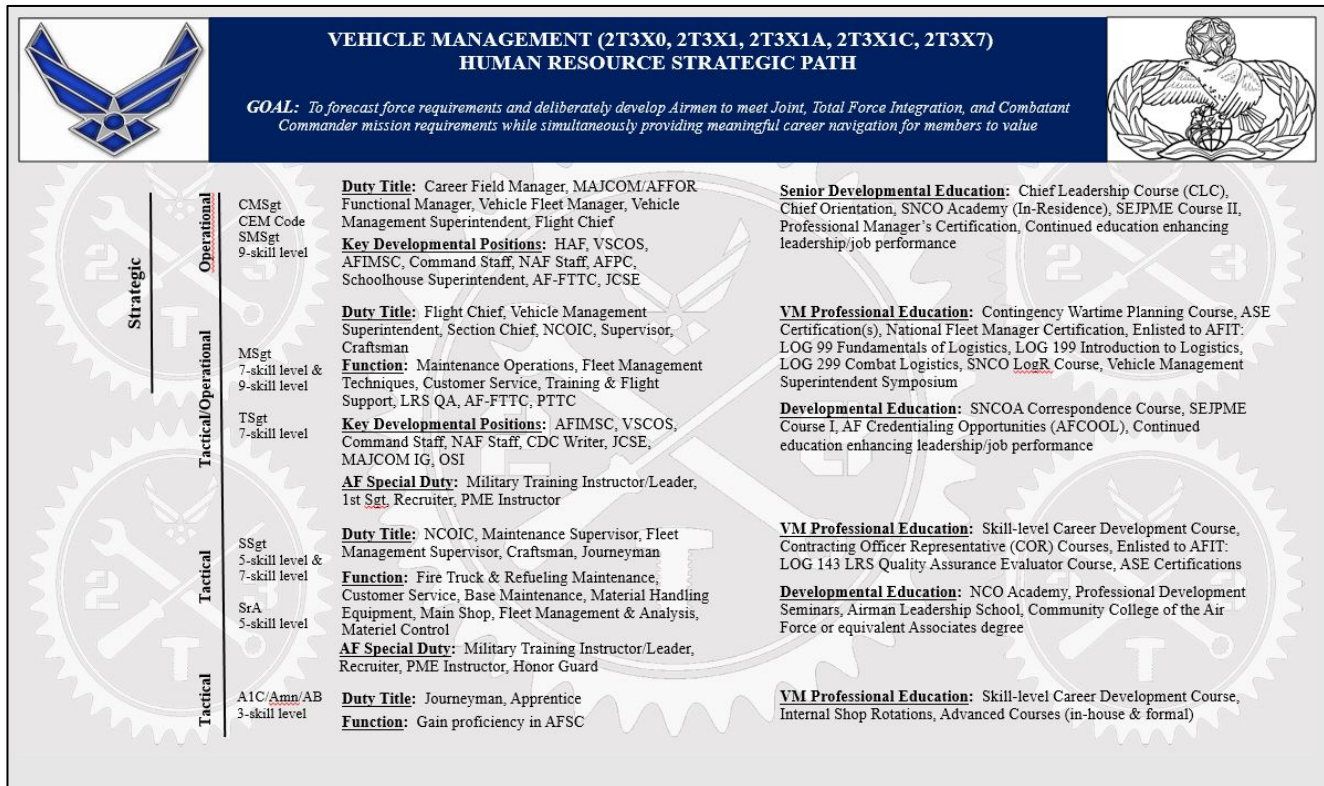 VEHICLE MANAGEMENT (2T3X0, 2T3X1, 2T3X1A, 2T3X1C, 2T3X7)
HUMAN RESOURCE STRATEGIC PATH
GOAL: To forecast force requirements and deliberately develop Airmen to meet Joint, Total Force Integration, and Combatant
Commander mission requirements while simultaneously providing meaningful career navigation for members to value
Strategic
Operational
CMSgt
CEM Code
SMSgt
9-skill level
Duty Title: Career Field Manager, MAJCOM/AFFOR
Functional Manager, Vehicle Fleet Manager, Vehicle
Management Superintendent, Flight Chief
Key Developmental Positions: HAF, VSCOS,
AFIMSC, Command Staff, NAF Staff, AFPC,
Schoolhouse Superintendent, AF-FTTC, JCSE
Senior Developmental Education: Chief Leadership Course (CLC),
Chief Orientation, SNCO Academy (In-Residence), SEJPME Course II,
Professional Manager's Certification, Continued education enhancing
leadership/job performance
Tactical/Operational
MSgt
7-skill level &
9-skill level
TSgt
7-skill level
Duty Title: Flight Chief, Vehicle Management
Superintendent, Section Chief, NCOIC, Supervisor,
Craftsman
Function: Maintenance Operations, Fleet Management
Techniques, Customer Service, Training & Flight
Support, LRS QA, AF-FTTC, PTTC
Key Developmental Positions: AFIMSC, VSCOS,
Command Staff, NAF Staff, CDC Writer, JCSE,
MAJCOM IG, OSI
AF Special Duty: Military Training Instructor/Leader,
1st Sgt, Recruiter, PME Instructor
VM Professional Education: Contingency Wartime Planning Course, ASE
Certification(s), National Fleet Manager Certification, Enlisted to AFIT:
LOG 99 Fundamentals of Logistics, LOG 199 Introduction to Logistics,
LOG 299 Combat Logistics, SNCO LogR Course, Vehicle Management
Superintendent Symposium
Developmental Education: SNCOA Correspondence Course, SEJPME
Course I, AF Credentialing Opportunities (AFCOOL), Continued
education enhancing leadership/job performance
Tactical
SSgt
5-skill level &
7-skill level
SrA
5-skill level
Duty Title: NCOIC, Maintenance Supervisor, Fleet
Management Supervisor, Craftsman, Journeyman
Function: Fire Truck & Refueling Maintenance,
Customer Service, Base Maintenance, Material Handling
Equipment, Main Shop, Fleet Management & Analysis,
Materiel Control
AF Special Duty: Military Training Instructor/Leader,
Recruiter, PME Instructor, Honor Guard
VM Professional Education: Skill-level Career Development Course,
Contracting Officer Representative (COR) Courses, Enlisted to AFIT:
LOG 143 LRS Quality Assurance Evaluator Course, ASE Certifications
Developmental Education: NCO Academy, Professional Development
Seminars, Airman Leadership School, Community College of the Air
Force or equivalent Associates degree
Tactical
A1C/Amn/AB
3-skill level
Duty Title: Journeyman, Apprentice
Function: Gain proficiency in AFSC
VM Professional Education: Skill-level Career Development Course,
Internal Shop Rotations, Advanced Courses (in-house & formal)
2 T 3
2 T 3
2 T 3
2 T 3
2 T 3